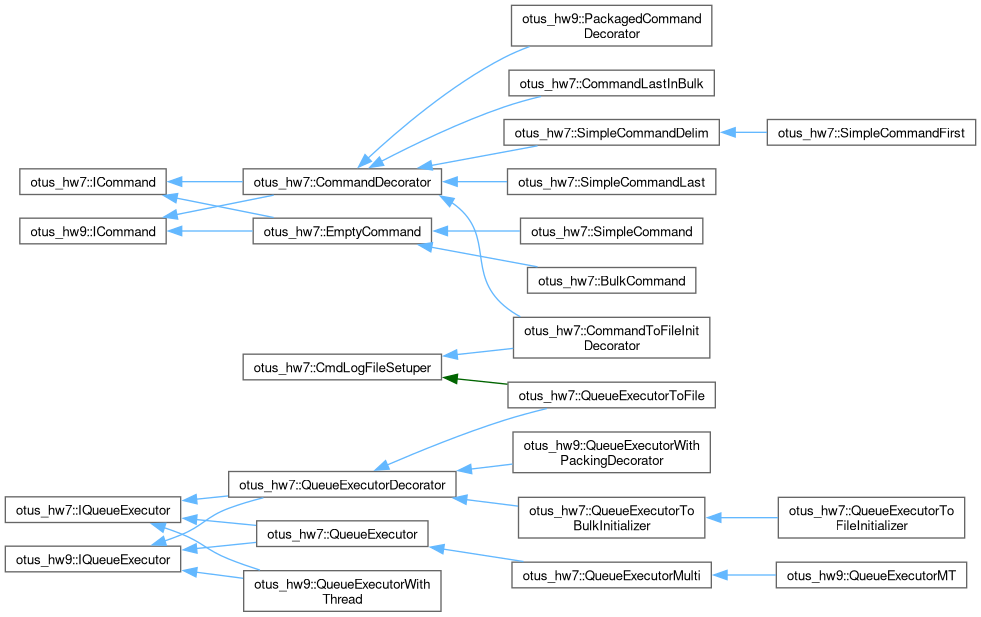 otus_hw9::PackagedCommand
Decorator
otus_hw7::CommandLastInBulk
otus_hw7::SimpleCommandDelim
otus_hw7::SimpleCommandFirst
otus_hw7::ICommand
otus_hw7::CommandDecorator
otus_hw7::SimpleCommandLast
otus_hw9::ICommand
otus_hw7::EmptyCommand
otus_hw7::SimpleCommand
otus_hw7::BulkCommand
otus_hw7::CommandToFileInit
Decorator
otus_hw7::CmdLogFileSetuper
otus_hw7::QueueExecutorToFile
otus_hw9::QueueExecutorWith
PackingDecorator
otus_hw7::QueueExecutorDecorator
otus_hw7::IQueueExecutor
otus_hw7::QueueExecutorTo
BulkInitializer
otus_hw7::QueueExecutorTo
FileInitializer
otus_hw7::QueueExecutor
otus_hw9::IQueueExecutor
otus_hw7::QueueExecutorMulti
otus_hw9::QueueExecutorMT
otus_hw9::QueueExecutorWith
Thread